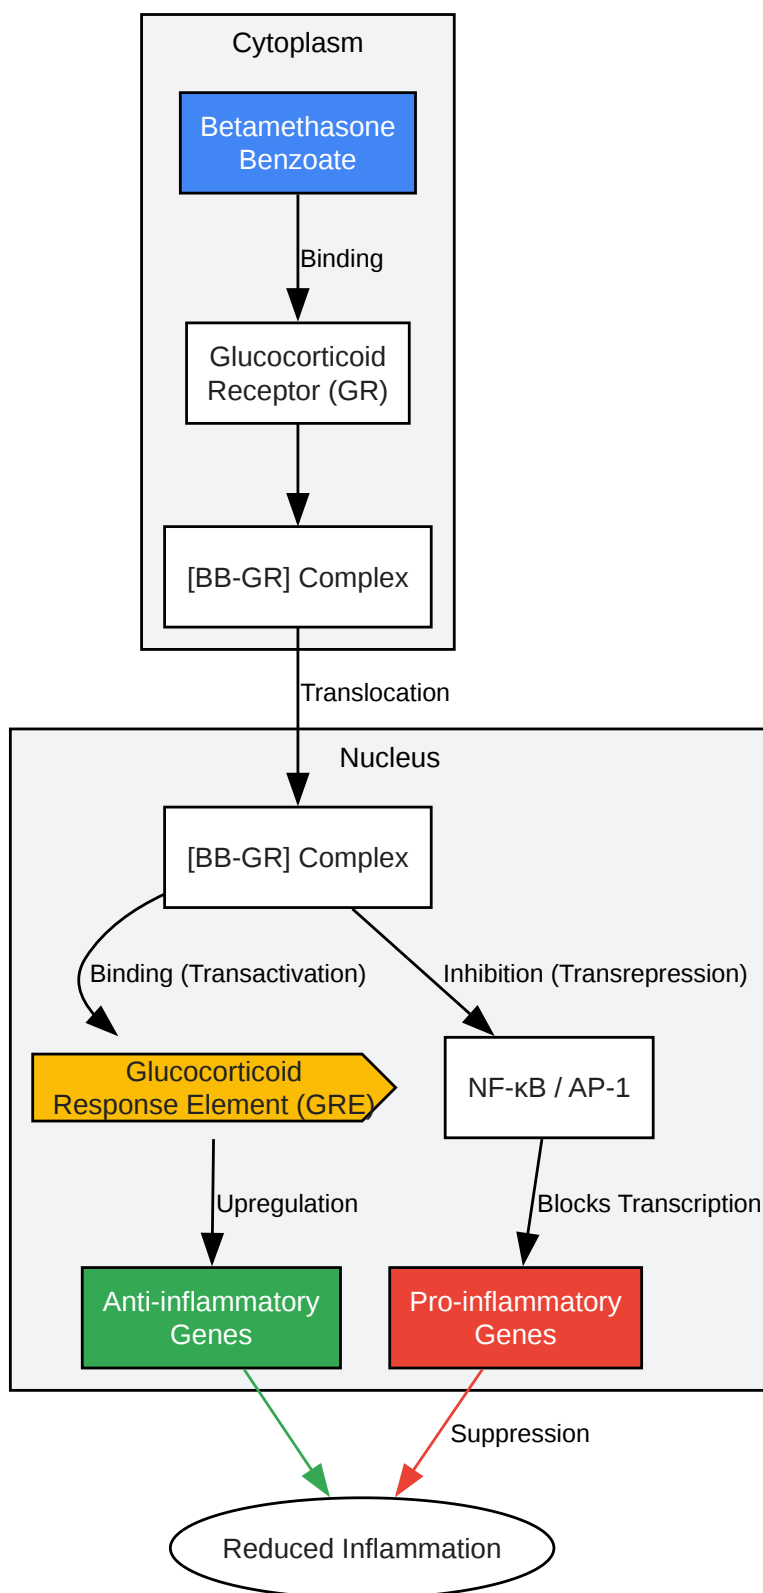 Cytoplasm
Betamethasone
Benzoate
Binding
Glucocorticoid
Receptor (GR)
[BB-GR] Complex
Translocation
Nucleus
[BB-GR] Complex
Binding (Transactivation)
Inhibition (Transrepression)
Glucocorticoid
Response Element (GRE)
NF-κB / AP-1
Upregulation
Blocks Transcription
Anti-inflammatory
Genes
Pro-inflammatory
Genes
Suppression
Reduced Inflammation